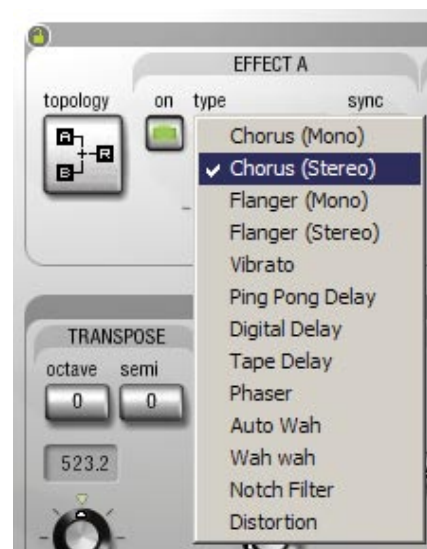 EFFECT A
topology on type sync
A
B
R
Chorus (Mono)
Chorus (Stereo)
Flanger (Mono)
Flanger (Stereo)
Vibrato
Ping Pong Delay
Digital Delay
Tape Delay
Phaser
Auto Wah
Wah wah
Notch Filter
Distortion
TRANSPOSE
octave semi
0 0
523.2